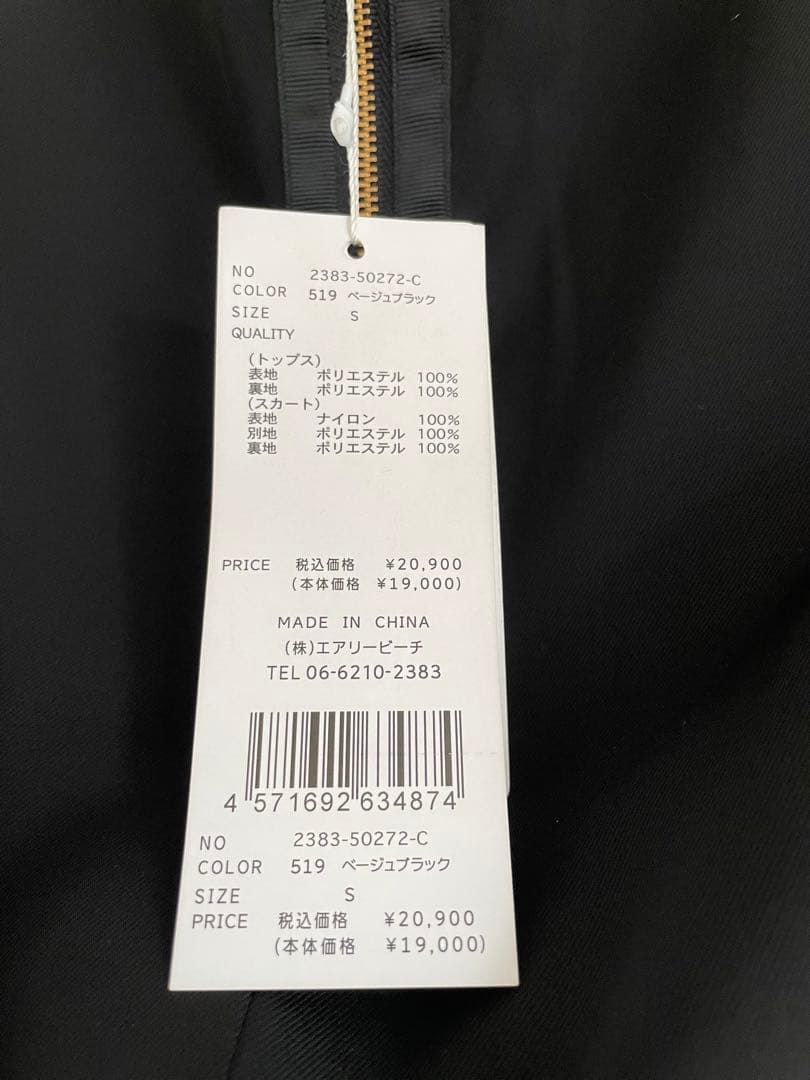 NO 2383-50272-C
COLOR 519 ベージュブラック
SIZE S
QUALITY
(トップス)
表地 ポリエステル 100%
裏地 ポリエステル 100%
(スカート)
表地 ナイロン 100%
別地 ポリエステル 100%
裏地 ポリエステル 100%
PRICE 税込価格 ¥20,900
(本体価格 ¥19,000)
MADE IN CHINA
(株)エアリービーチ
TEL 06-6210-2383
4 571692 634874
NO 2383-50272-C
COLOR 519 ベージュブラック
SIZE S
PRICE 税込価格 ¥20,900
(本体価格 ¥19,000)